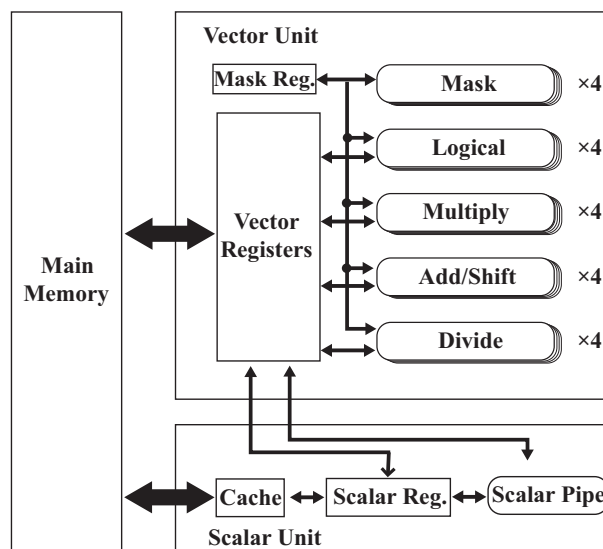 Vector Unit
Mask Reg.
Mask ×4
Logical ×4
Multiply ×4
Add/Shift ×4
Divide ×4
Vector
Registers
Main
Memory
Cache
Scalar Reg.
Scalar Pipe
Scalar Unit